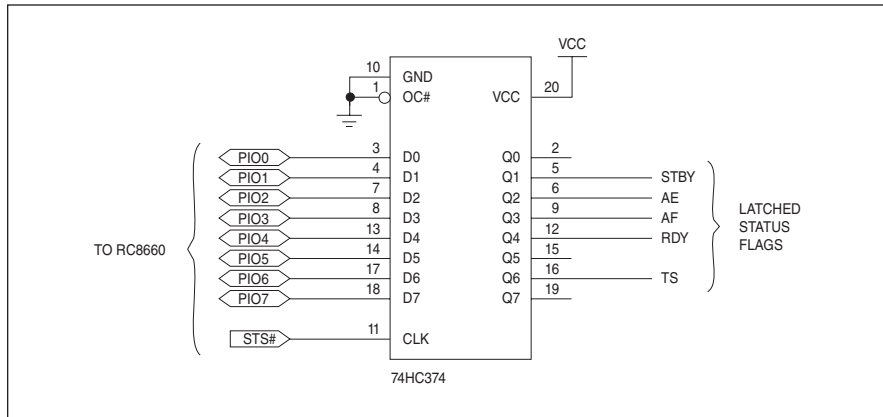 VCC
10 GND
1 OC#
VCC 20
PIO0 3 D0 Q0 2
PIO1 4 D1 Q1 5 STBY
PIO2 7 D2 Q2 6 AE
PIO3 8 D3 Q3 9 AF
PIO4 13 D4 Q4 12 RDY
PIO5 14 D5 Q5 15
PIO6 17 D6 Q6 16 TS
PIO7 18 D7 Q7 19
TO RC8660
LATCHED
STATUS
FLAGS
STS# 11 CLK
74HC374